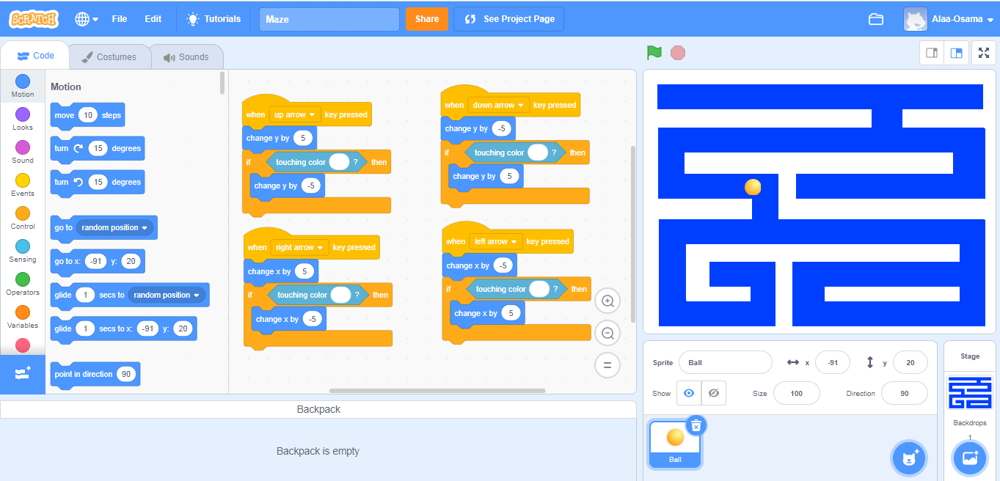 SCRATCH File Edit Tutorials Maze Share See Project Page Alaa-Osama
Code Costumes Sounds
Motion
Looks
Sound
Events
Control
Sensing
Operators
Variables
Motion
move 10 steps
turn 15 degrees
turn 15 degrees
go to random position
go to x: -91 y: 20
glide 1 secs to random position
glide 1 secs to x: -91 y: 20
point in direction 90
when up arrow key pressed
change y by 5
if touching color ? then
change y by -5
when down arrow key pressed
change y by -5
if touching color ? then
change y by 5
when right arrow key pressed
change x by 5
if touching color ? then
change x by -5
when left arrow key pressed
change x by -5
if touching color ? then
change x by 5
Backpack
Backpack is empty
Sprite Ball x -91 y 20
Show Size 100 Direction 90
Ball
Stage
Backdrops
1